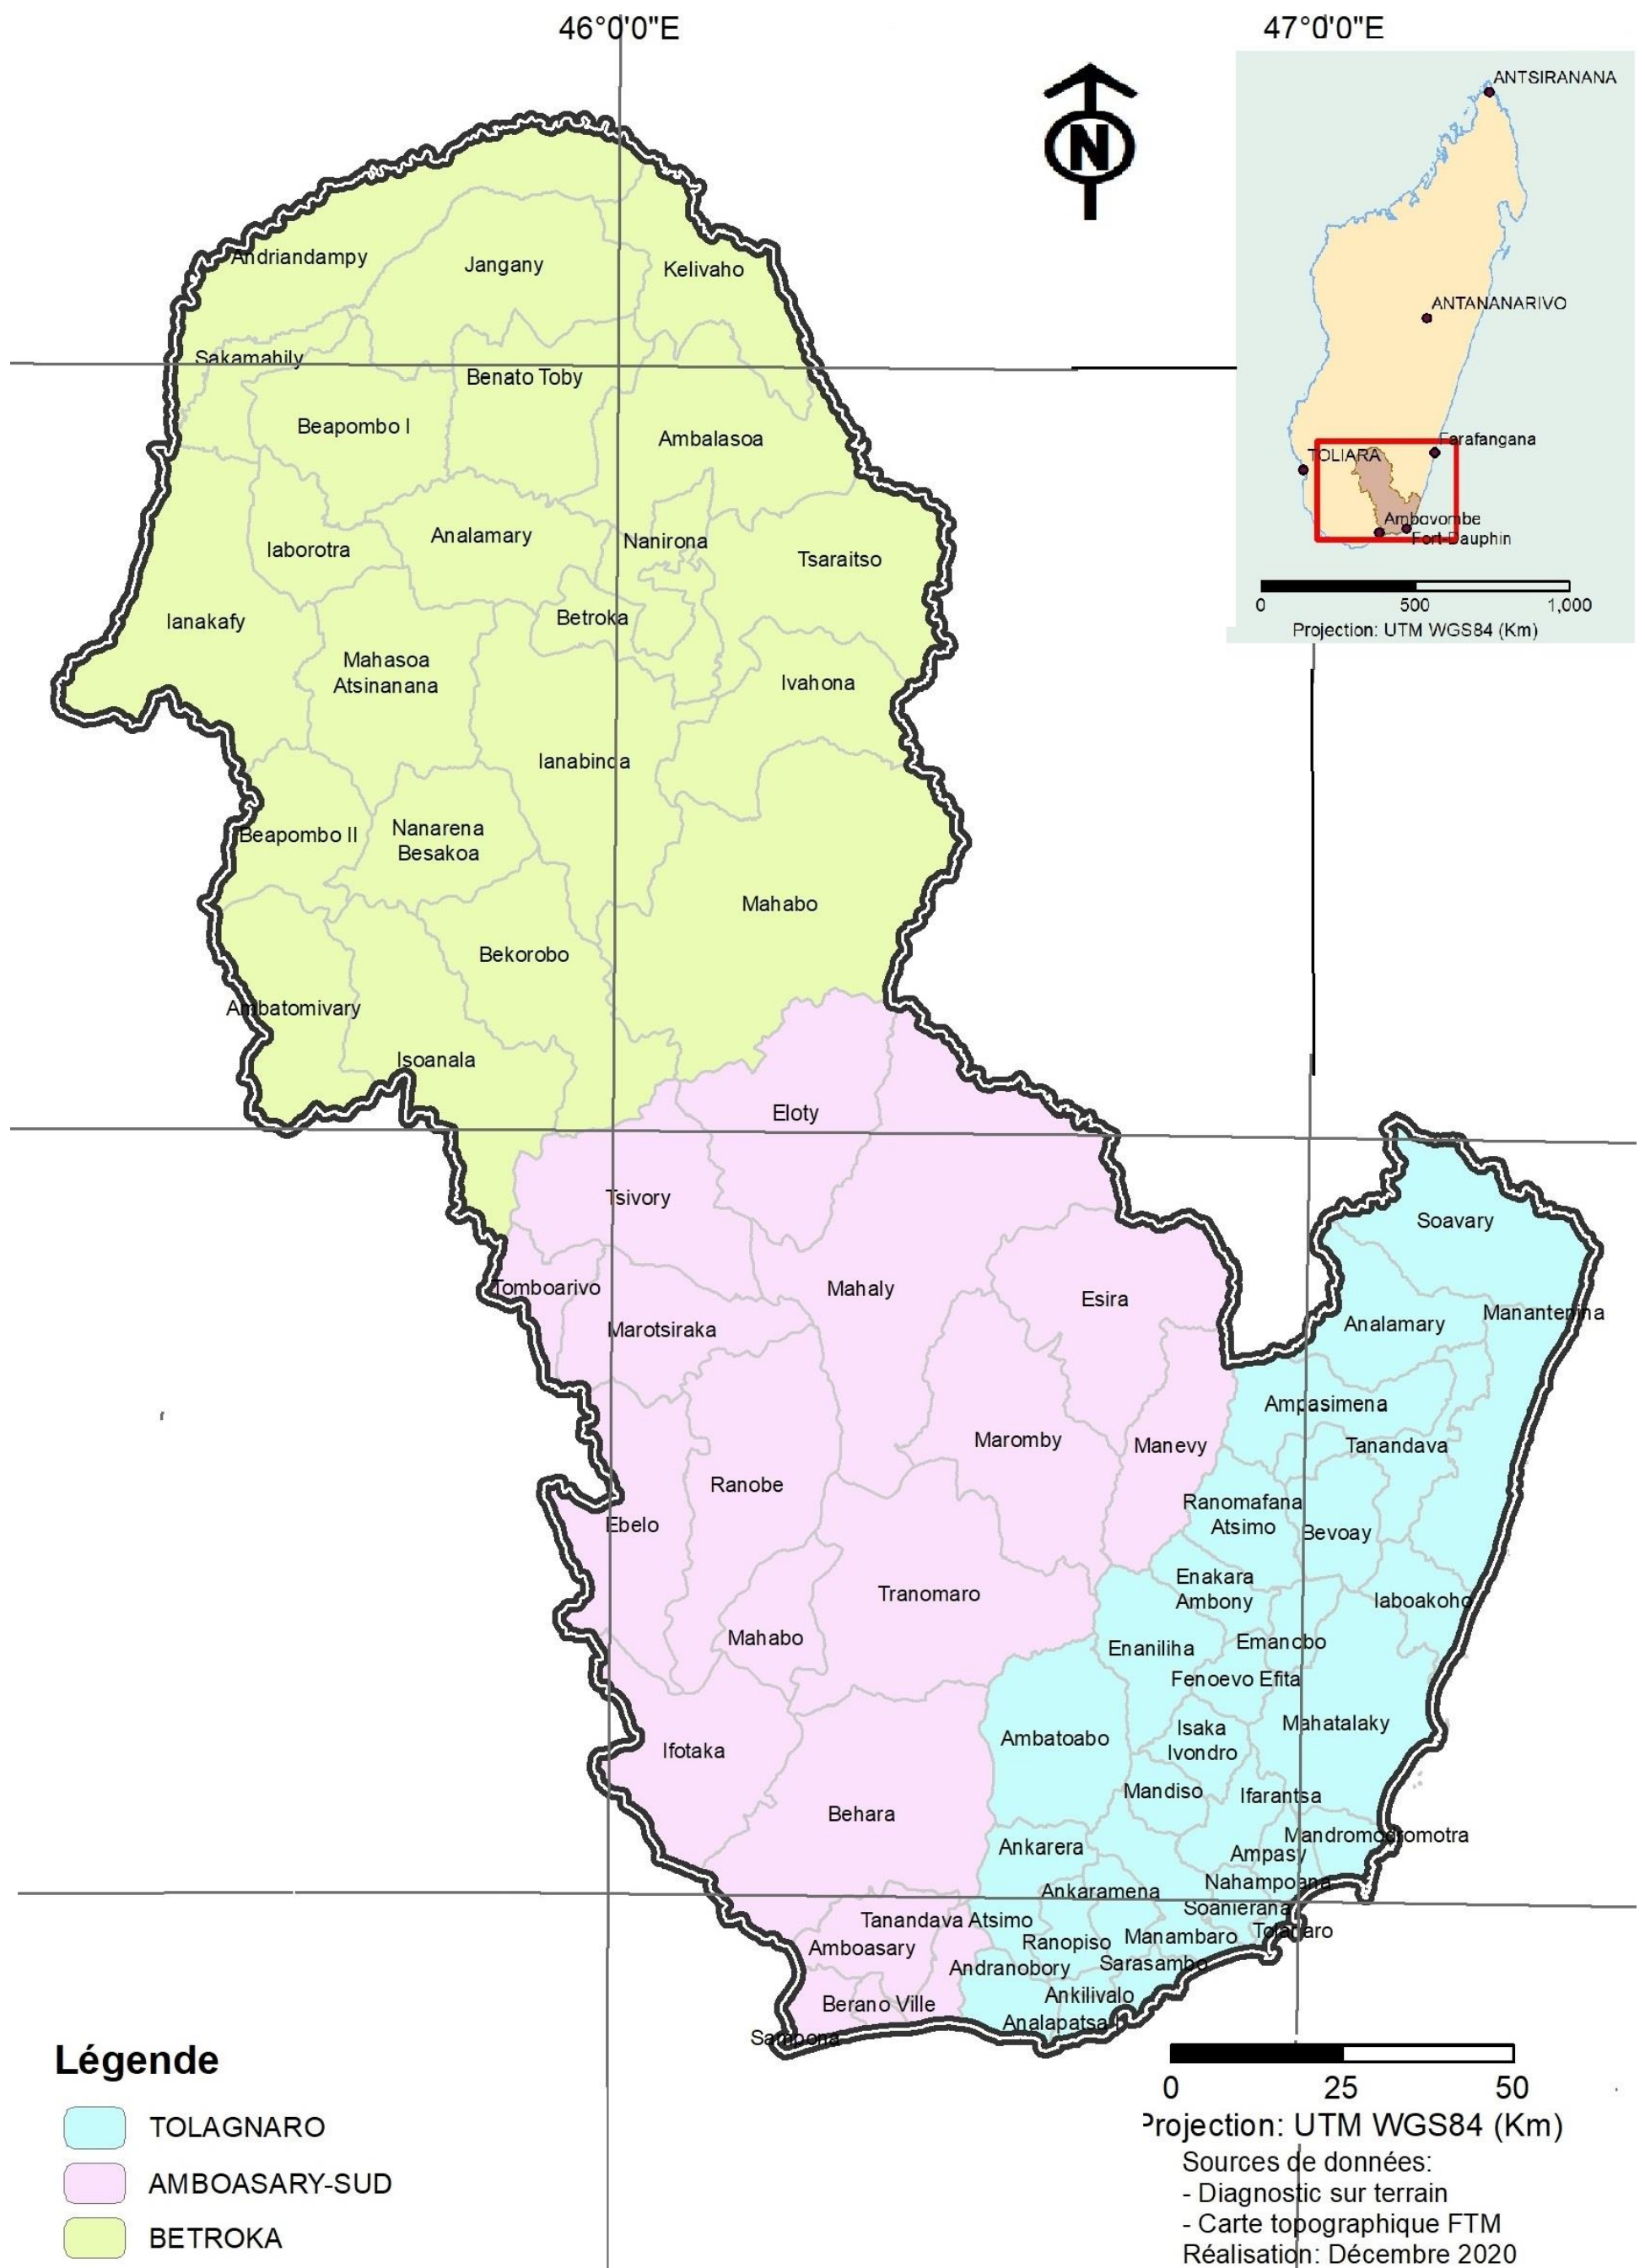 46°0'0"E
47°0'0"E
N
ANTSIRANANA
ANTANANARIVO
Farafangana
TOLIARA
Ambovombe
Fort-Dauphin
0 500 1,000
Projection: UTM WGS84 (Km)
Andriandampy
Jangany
Kelivaho
Sakamahily
Benato Toby
Beapombo I
Ambalasoa
Iaborotra
Analamary
Nanirona
Tsaraitso
Ianakafy
Betroka
Mahasoa
Atsinanana
Ivahona
Ianabinda
Beapombo II
Nanarena
Besakoa
Mahabo
Bekorobo
Ambatomivary
Isoanala
Eloty
Tsivory
Soavary
Tomboarivo
Mahaly
Esira
Manantenina
Marotsiraka
Analamary
Ampasimena
Maromby
Manevy
Tanandava
Ranobe
Ranomafana
Atsimo
Ebelo
Bevoay
Enakara
Ambony
Tranomaro
Iaboakoho
Mahabo
Enaniliha
Emanobo
Fenoevo Efita
Ifotaka
Ambatoabo
Isaka
Ivondro
Mahatalaky
Mandiso
Ifarantsa
Behara
Mandromodromotra
Ankarera
Ampasy
Nahampoana
Ankaramena
Soanierana
Tanandava Atsimo
Tolanaro
Amboasary
Ranopiso
Manambaro
Andranobory
Sarasambo
Berano Ville
Ankilivalo
Analapatsa I
Sampona
Légende
TOLAGNARO
AMBOASARY-SUD
BETROKA
0 25 50
Projection: UTM WGS84 (Km)
Sources de données:
- Diagnostic sur terrain
- Carte topographique FTM
Réalisation: Décembre 2020